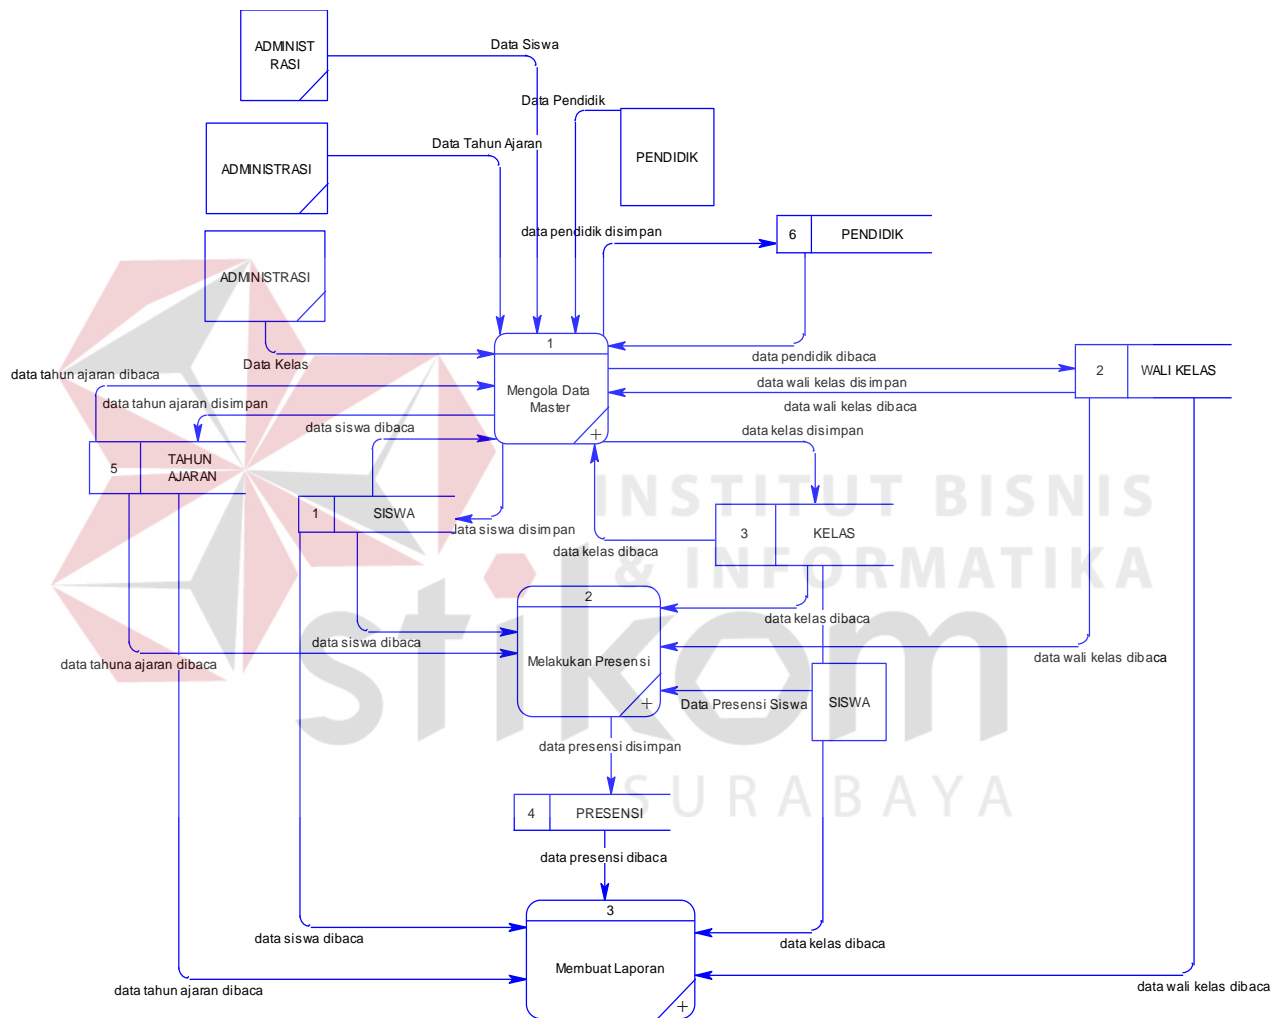 ADMINIST
RASI
Data Siswa
Data Pendidik
PENDIDIK
ADMINISTRASI
Data Tahun Ajaran
ADMINISTRASI
data pendidik disimpan
6 PENDIDIK
Data Kelas
1
Mengola Data
Master
data pendidik dibaca
2 WALI KELAS
data tahun ajaran dibaca
data wali kelas disimpan
data tahun ajaran disimpan
data wali kelas dibaca
data siswa dibaca
data kelas disimpan
5 TAHUN
AJARAN
1 SISWA
data siswa disimpan
3 KELAS
data kelas dibaca
INSTITUT BISNIS
& INFORMATIKA
stikom
SURABAYA
2
Melakukan Presensi
data kelas dibaca
data siswa dibaca
data tahuna ajaran dibaca
data wali kelas dibaca
Data Presensi Siswa
SISWA
data presensi disimpan
4 PRESENSI
data presensi dibaca
3
Membuat Laporan
data siswa dibaca
data kelas dibaca
data tahun ajaran dibaca
data wali kelas dibaca